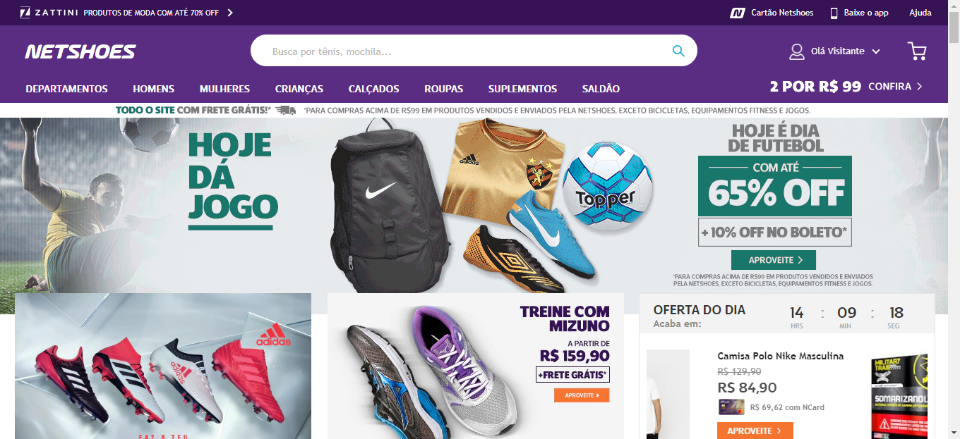 ZATTINI PRODUTOS DE MODA COM ATÉ 70% OFF
Cartão Netshoes
Baixe o app
Ajuda
NETSHOES
Busca por tênis, mochila...
Olá Visitante
DEPARTAMENTOS HOMENS MULHERES CRIANÇAS CALÇADOS ROUPAS SUPLEMENTOS SALDÃO
2 POR R$ 99 CONFIRA
TODO O SITE COM FRETE GRÁTIS!* *PARA COMPRAS ACIMA DE R$99 EM PRODUTOS VENDIDOS E ENVIADOS PELA NETSHOES. EXCETO BICICLETAS, EQUIPAMENTOS FITNESS E JOGOS.
HOJE
DÁ
JOGO
adidas
Topper
HOJE É DIA
DE FUTEBOL
COM ATÉ
65% OFF
+10% OFF NO BOLETO*
APROVEITE
*PARA COMPRAS ACIMA DE R$99 EM PRODUTOS VENDIDOS E ENVIADOS
PELA NETSHOES. EXCETO BICICLETAS, EQUIPAMENTOS FITNESS E JOGOS.
adidas
TREINE COM
MIZUNO
A PARTIR DE
R$ 159,90
+FRETE GRÁTIS*
APROVEITE
OFERTA DO DIA
Acaba em:
14 : 09 : 18
HRS MIN SEG
Camisa Polo Nike Masculina
R$ 129,90
R$ 84,90
R$ 69,62 com NCard
APROVEITE
MILITARY
TRAIL